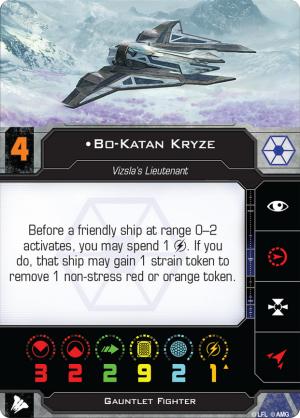 4
•Bo-Katan Kryze
Vizsla's Lieutenant
Before a friendly ship at range 0–2
activates, you may spend 1 . If you
do, that ship may gain 1 strain token to
remove 1 non-stress red or orange token.
3 2 2 9 2 1
Gauntlet Fighter
© LFL © AMG